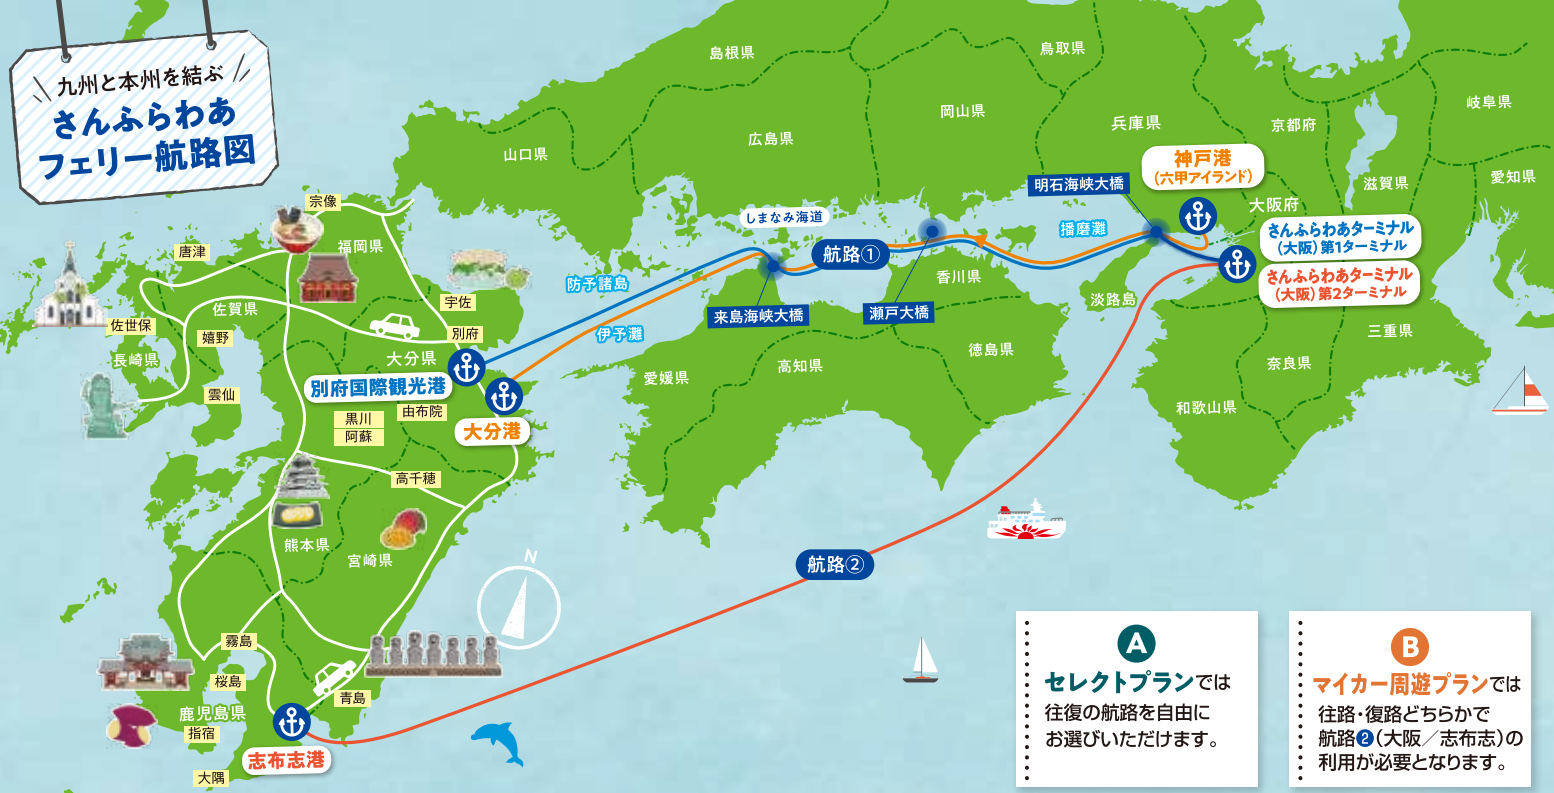 九州と本州を結ぶ
さんふらわあ
フェリー航路図
島根県
鳥取県
岡山県
広島県
山口県
兵庫県
京都府
岐阜県
滋賀県
愛知県
神戸港
(六甲アイランド)
明石海峡大橋
大阪府
さんふらわあターミナル
(大阪)第1ターミナル
さんふらわあターミナル
(大阪)第2ターミナル
播磨灘
しまなみ海道
航路①
防予諸島
伊予灘
来島海峡大橋
瀬戸大橋
香川県
淡路島
徳島県
高知県
愛媛県
三重県
奈良県
和歌山県
宗像
福岡県
唐津
佐賀県
宇佐
佐世保
嬉野
別府
長崎県
大分県
別府国際観光港
雲仙
由布院
黒川
阿蘇
大分港
高千穂
熊本県
宮崎県
N
航路②
霧島
桜島
青島
鹿児島県
指宿
志布志港
大隅
A
セレクトプランでは
往復の航路を自由に
お選びいただけます。
B
マイカー周遊プランでは
往路・復路どちらかで
航路❷(大阪/志布志)の
利用が必要となります。